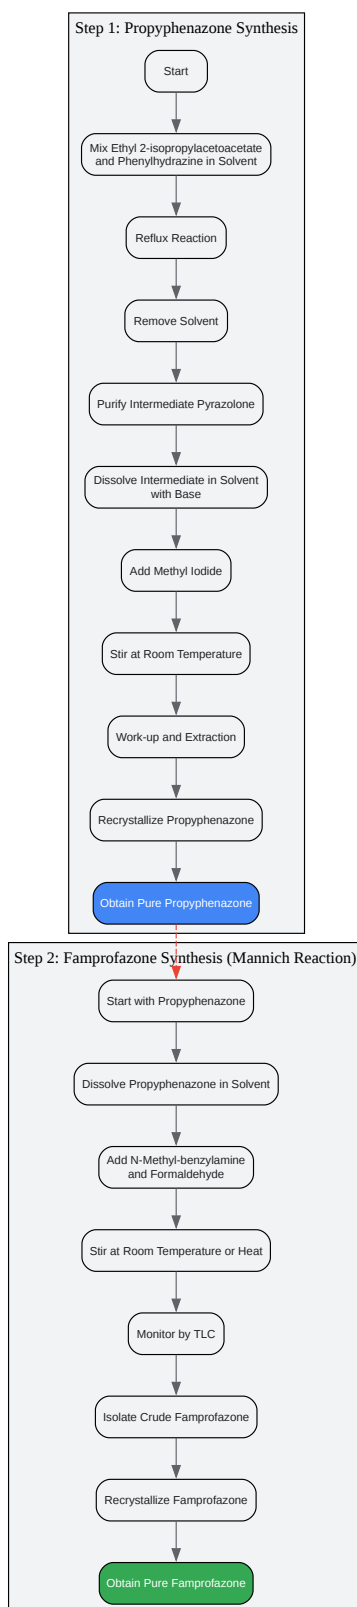 Step 1: Propyphenazone Synthesis
Start
Mix Ethyl 2-isopropylacetoacetate
and Phenylhydrazine in Solvent
Reflux Reaction
Remove Solvent
Purify Intermediate Pyrazolone
Dissolve Intermediate in Solvent
with Base
Add Methyl Iodide
Stir at Room Temperature
Work-up and Extraction
Recrystallize Propyphenazone
Obtain Pure Propyphenazone
Step 2: Famprofazone Synthesis (Mannich Reaction)
Start with Propyphenazone
Dissolve Propyphenazone in Solvent
Add N-Methyl-benzylamine
and Formaldehyde
Stir at Room Temperature or Heat
Monitor by TLC
Isolate Crude Famprofazone
Recrystallize Famprofazone
Obtain Pure Famprofazone